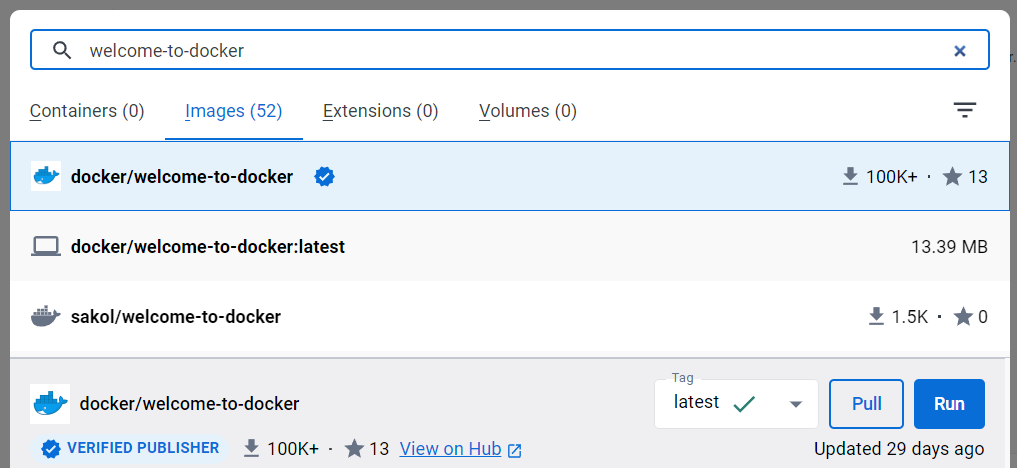 welcome-to-docker
Containers (0) Images (52) Extensions (0) Volumes (0)
docker/welcome-to-docker 100K+ · 13
docker/welcome-to-docker:latest 13.39 MB
sakol/welcome-to-docker 1.5K · 0
Tag
docker/welcome-to-docker latest Pull Run
VERIFIED PUBLISHER 100K+ · 13 View on Hub Updated 29 days ago